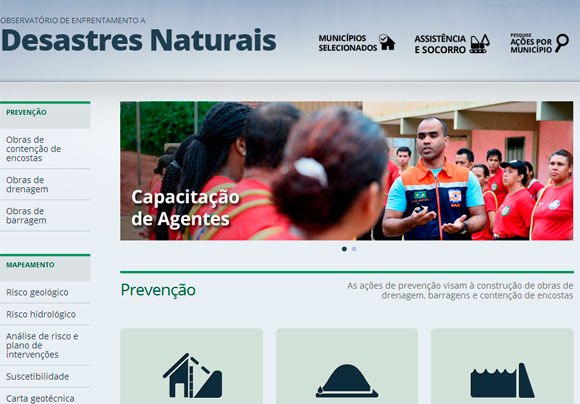 OBSERVATÓRIO DE ENFRENTAMENTO A
Desastres Naturais
MUNICÍPIOS
SELECIONADOS
ASSISTÊNCIA
E SOCORRO
PESQUISE
AÇÕES POR
MUNICÍPIO
PREVENÇÃO
Obras de
contenção de
encostas
Obras de
drenagem
Obras de
barragem
MAPEAMENTO
Risco geológico
Risco hidrológico
Análise de risco e
plano de
intervenções
Suscetibilidade
Carta geotécnica
Capacitação
de Agentes
Prevenção
As ações de prevenção visam à construção de obras de
drenagem, barragens e contenção de encostas